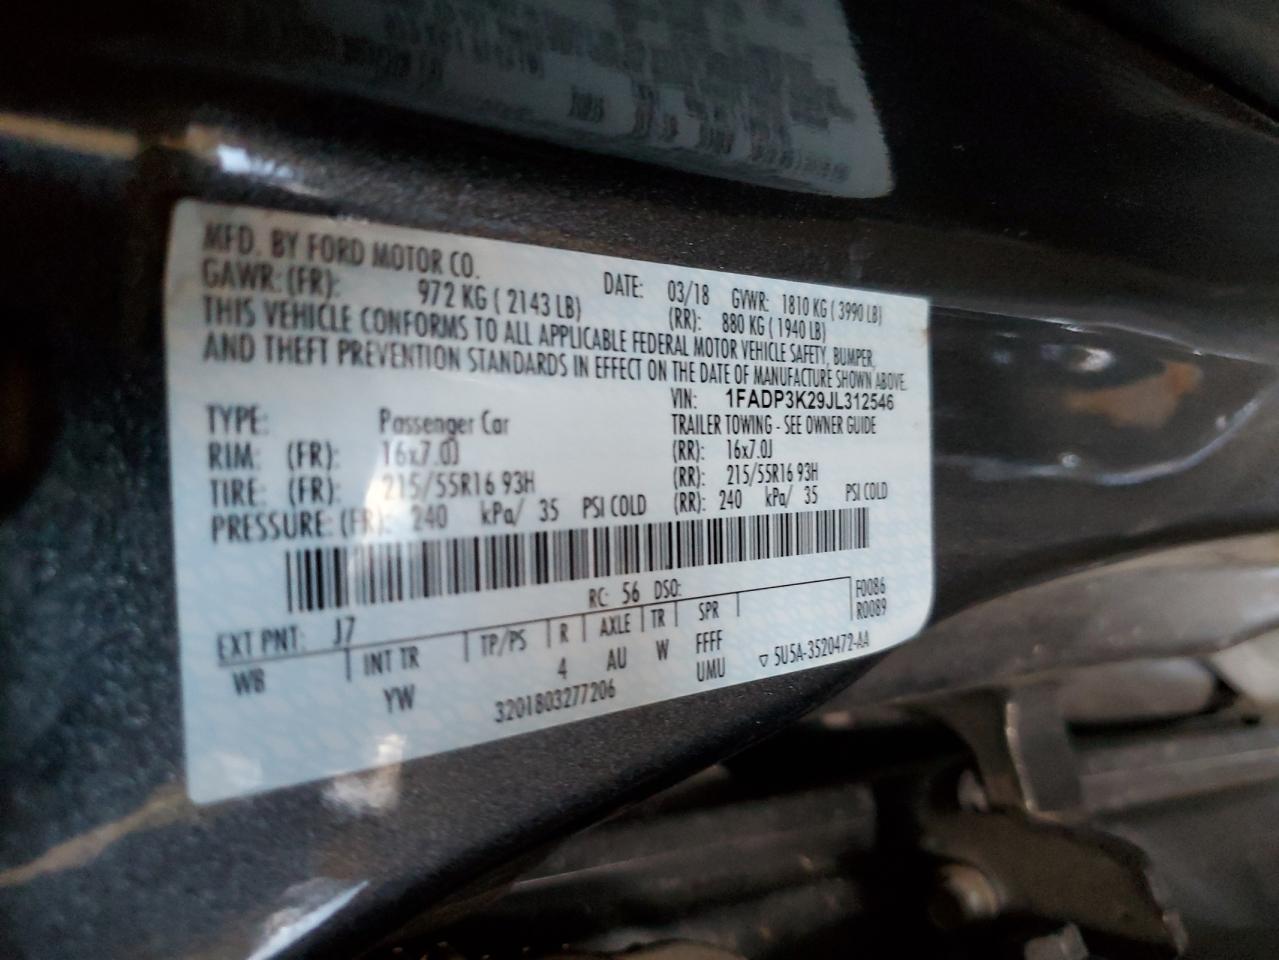 MFD. BY FORD MOTOR CO.
DATE: 03/18 GVWR: 1810 KG ( 3990 LB)
GAWR: (FR): 972 KG ( 2143 LB) (RR): 880 KG ( 1940 LB)
THIS VEHICLE CONFORMS TO ALL APPLICABLE FEDERAL MOTOR VEHICLE SAFETY, BUMPER,
AND THEFT PREVENTION STANDARDS IN EFFECT ON THE DATE OF MANUFACTURE SHOWN ABOVE.
VIN: 1FADP3K29JL312546
TYPE: Passenger Car TRAILER TOWING - SEE OWNER GUIDE
RIM: (FR): 16x7.0J (RR): 16x7.0J
TIRE: (FR): 215/55R16 93H (RR): 215/55R16 93H
PRESSURE: (FR): 240 kPa/ 35 PSI COLD (RR): 240 kPa/ 35 PSI COLD
EXT PNT: J7 RC: 56 DSO: F0086
R0089
WB INT TR TP/PS R AXLE TR SPR
YW 4 AU W FFFF
3201803277206 UMU ▽ 5U5A-3520472-AA